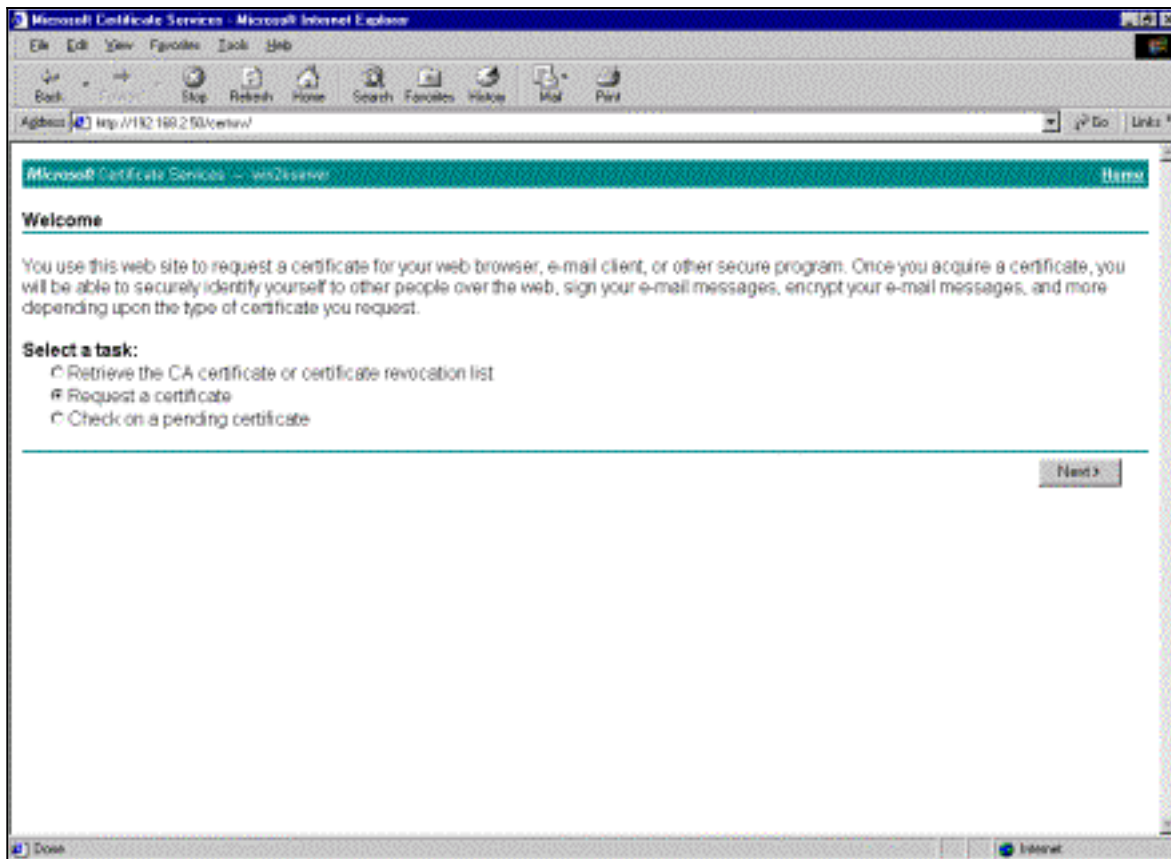 Microsoft Certificate Services - Microsoft Internet Explorer
File Edit View Favorites Tools Help
Back Forward Stop Refresh Home Search Favorites History Mail Print
Address http://192.168.2.50/certsrv/ Go Links
Microsoft Certificate Services -- win2kserver Home
Welcome
You use this web site to request a certificate for your web browser, e-mail client, or other secure program. Once you acquire a certificate, you
will be able to securely identify yourself to other people over the web, sign your e-mail messages, encrypt your e-mail messages, and more
depending upon the type of certificate you request.
Select a task:
Retrieve the CA certificate or certificate revocation list
Request a certificate
Check on a pending certificate
Next >
Done Internet